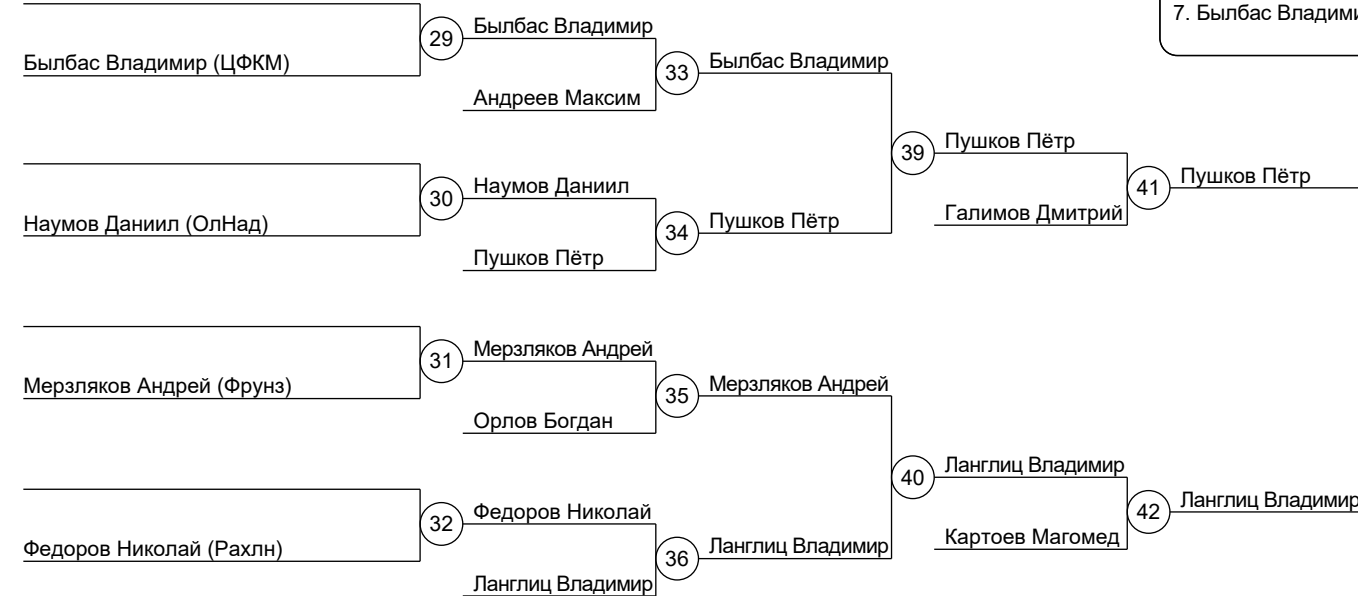 7. Былбас Владими
29
Былбас Владимир
Былбас Владимир (ЦФКМ)
33
Былбас Владимир
Андреев Максим
39
Пушков Пётр
30
Наумов Даниил
41
Пушков Пётр
Наумов Даниил (ОлНад)
34
Пушков Пётр
Галимов Дмитрий
Пушков Пётр
31
Мерзляков Андрей
Мерзляков Андрей (Фрунз)
35
Мерзляков Андрей
Орлов Богдан
40
Ланглиц Владимир
32
Федоров Николай
42
Ланглиц Владимир
Федоров Николай (Рахлн)
36
Ланглиц Владимир
Картоев Магомед
Ланглиц Владимир